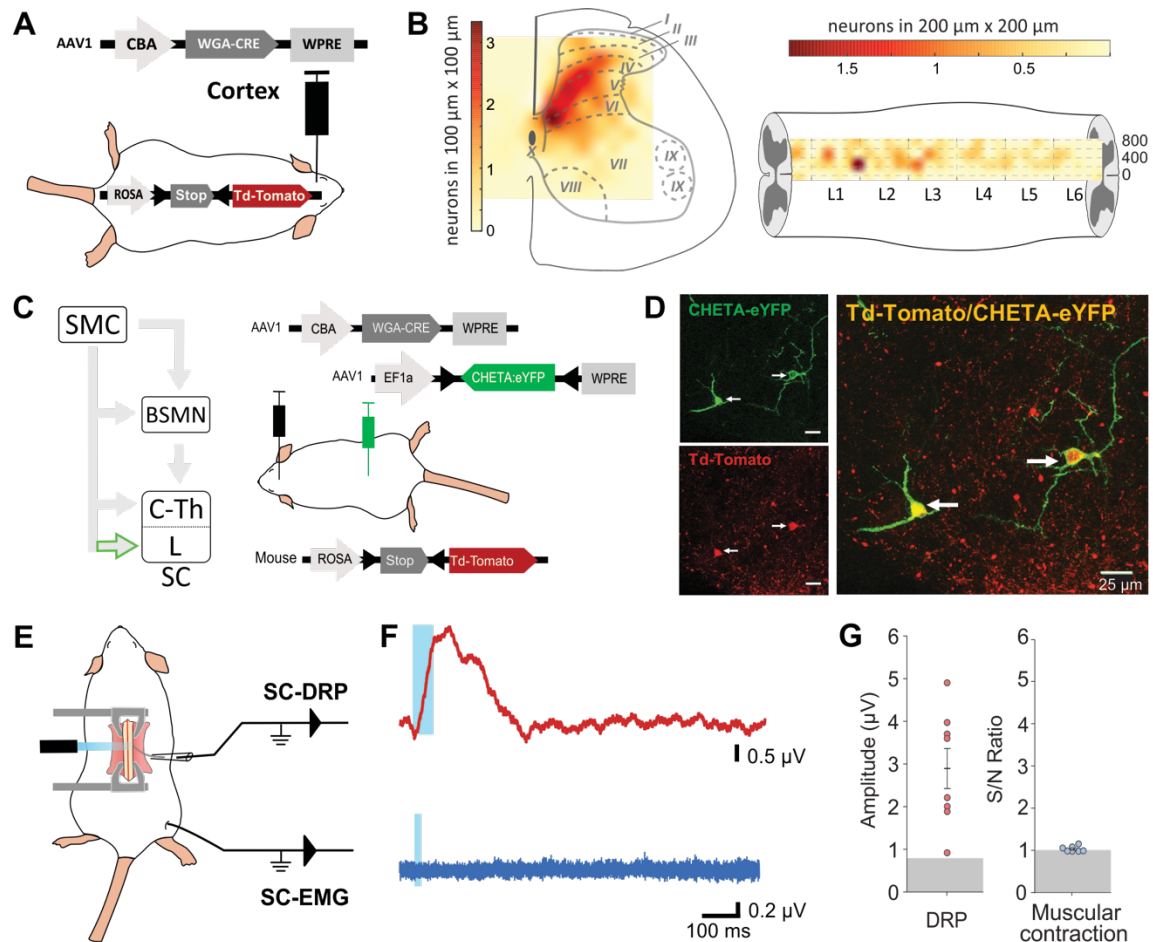 A
AAV1 CBA WGA-CRE WPRE
Cortex
ROSA Stop Td-Tomato
B
neurons in 100 µm x 100 µm
3
2
1
0
I
II
III
IV
V
VI
VII
VIII
IX
IX
X
neurons in 200 µm x 200 µm
1.5 1 0.5
800
400
0
L1 L2 L3 L4 L5 L6
C
SMC
BSMN
C-Th
L
SC
AAV1 CBA WGA-CRE WPRE
AAV1 EF1a CHETA:eYFP WPRE
Mouse ROSA Stop Td-Tomato
D
CHETA-eYFP
Td-Tomato
Td-Tomato/CHETA-eYFP
25 µm
E
SC-DRP
SC-EMG
F
0.5 µV
0.2 µV
100 ms
G
Amplitude (µV)
6
5
4
3
2
1
0
DRP
S/N Ratio
6
5
4
3
2
1
0
Muscular
contraction